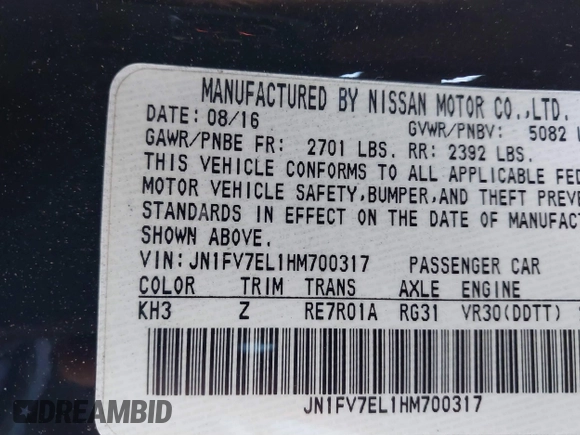 MANUFACTURED BY NISSAN MOTOR CO.,LTD.
DATE: 08/16 GVWR/PNBV: 5082
GAWR/PNBE FR: 2701 LBS. RR: 2392 LBS.
THIS VEHICLE CONFORMS TO ALL APPLICABLE FED
MOTOR VEHICLE SAFETY,BUMPER,AND THEFT PREVE
STANDARDS IN EFFECT ON THE DATE OF MANUFACT
SHOWN ABOVE.
VIN:JN1FV7EL1HM700317 PASSENGER CAR
COLOR TRIM TRANS AXLE ENGINE
KH3 Z RE7R01A RG31 VR30(DDTT)
JN1FV7EL1HM700317
DREAMBID